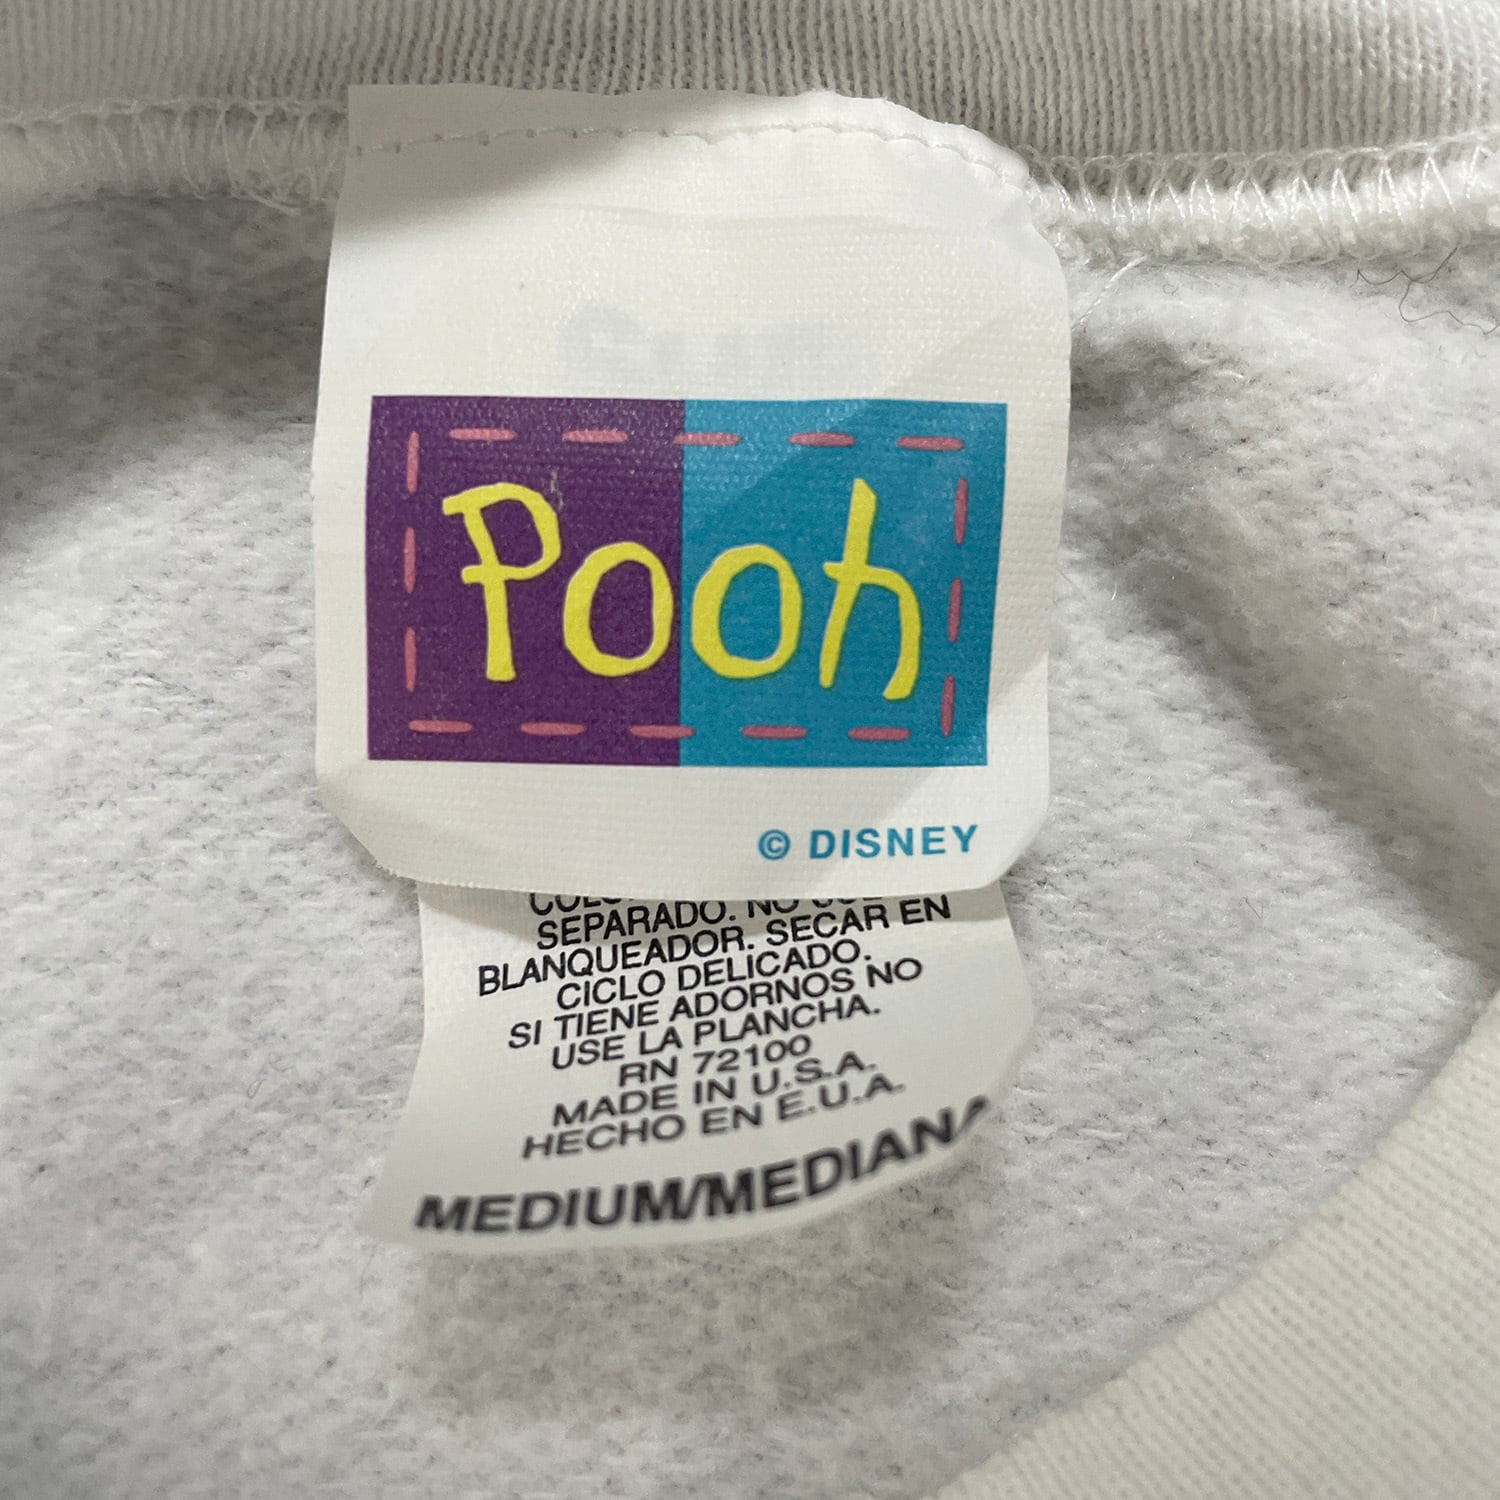 Pooh
© DISNEY
SEPARADO. NO
BLANQUEADOR. SECAR EN
CICLO DELICADO.
SI TIENE ADORNOS NO
USE LA PLANCHA.
RN 72100
MADE IN U.S.A.
HECHO EN E.U.A.
MEDIUM/MEDIANA